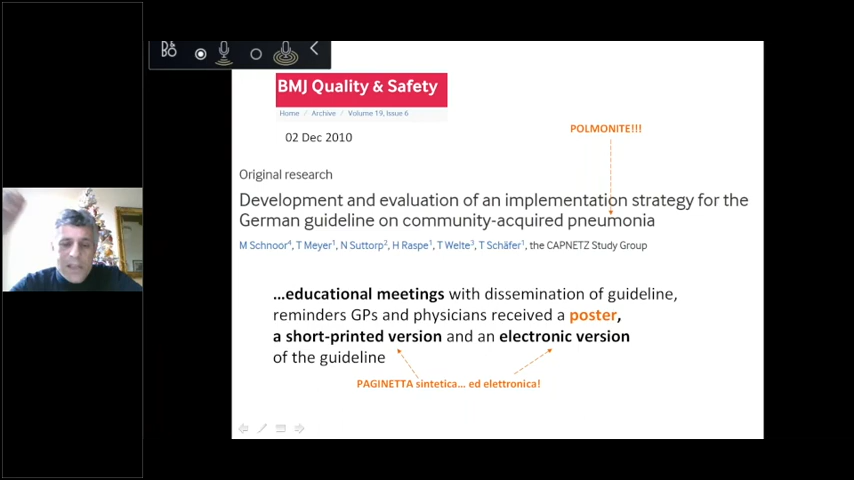 BMJ Quality & Safety
Home / Archive / Volume 19, Issue 6
02 Dec 2010
POLMONITE!!!
Original research
Development and evaluation of an implementation strategy for the
German guideline on community-acquired pneumonia
M Schnoor⁴, T Meyer¹, N Suttorp², H Raspe¹, T Welte³, T Schäfer¹, the CAPNETZ Study Group
...educational meetings with dissemination of guideline,
reminders GPs and physicians received a poster,
a short-printed version and an electronic version
of the guideline
PAGINETTA sintetica... ed elettronica!